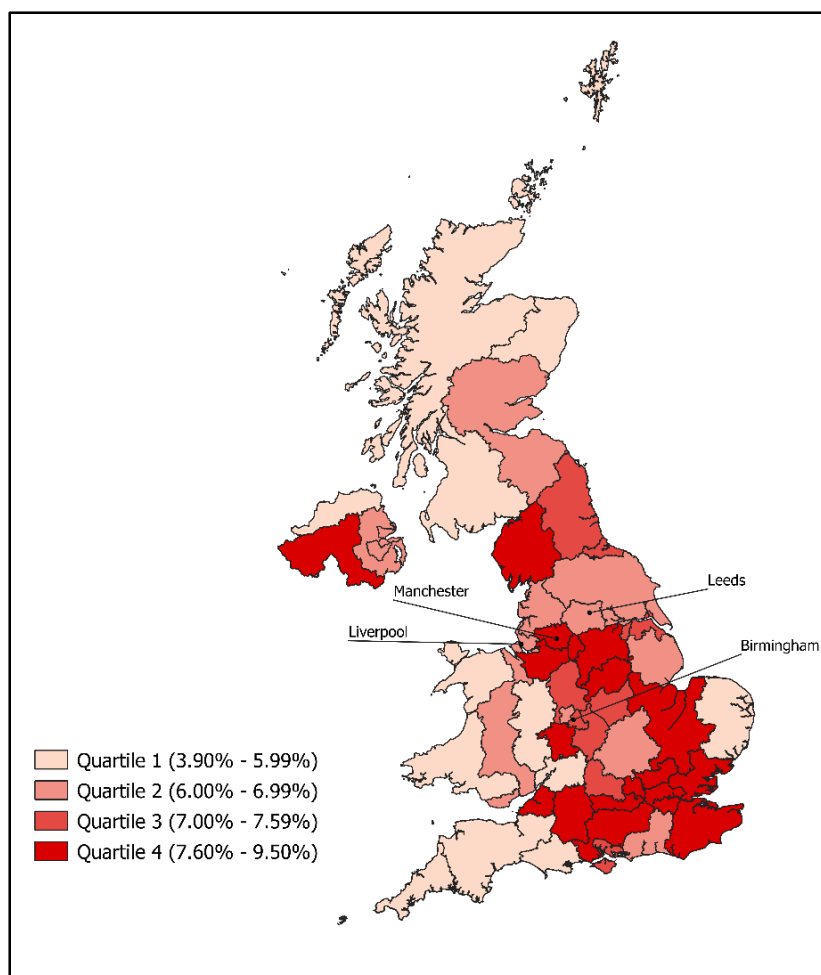 Leeds
Manchester
Liverpool
Birmingham
Quartile 1 (3.90% - 5.99%)
Quartile 2 (6.00% - 6.99%)
Quartile 3 (7.00% - 7.59%)
Quartile 4 (7.60% - 9.50%)